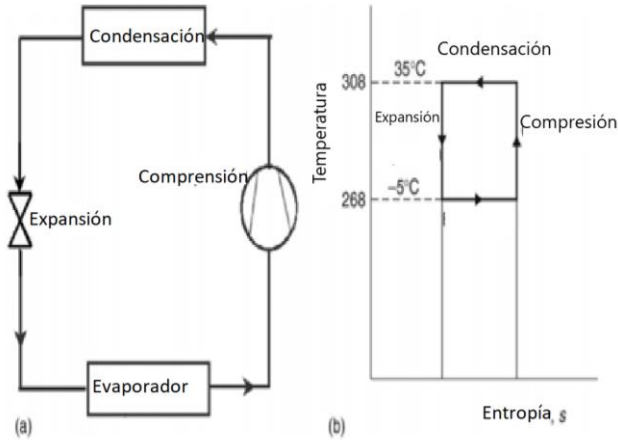 Condensación
Comprensión
Expansión
Evaporador
(a)
Temperatura
Condensación
308
35°C
Expansión
Compresión
268
–5°C
Entropía, s
(b)